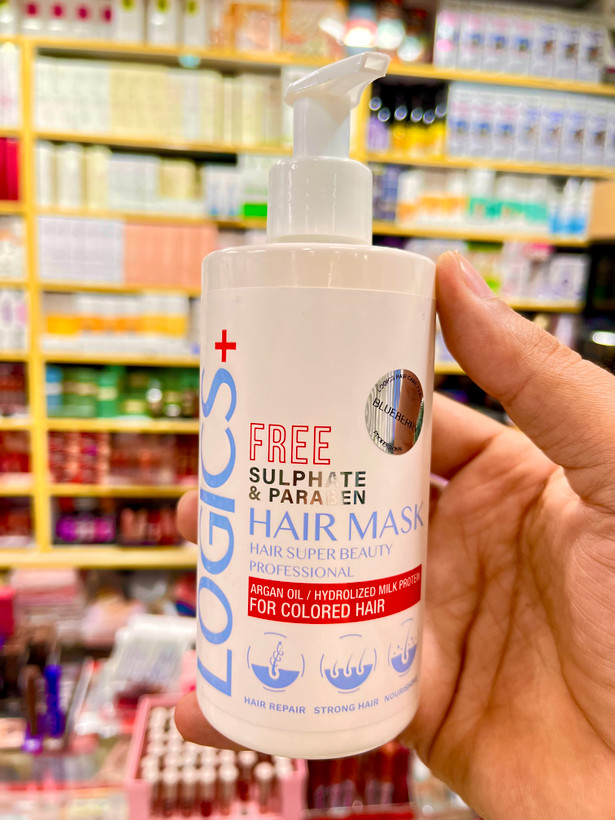 LOGICS+
BLUEBERRY
PROFESSIONAL
FREE
SULPHATE
& PARABEN
HAIR MASK
HAIR SUPER BEAUTY
PROFESSIONAL
ARGAN OIL / HYDROLIZED MILK PROTEIN
FOR COLORED HAIR
HAIR REPAIR
STRONG HAIR